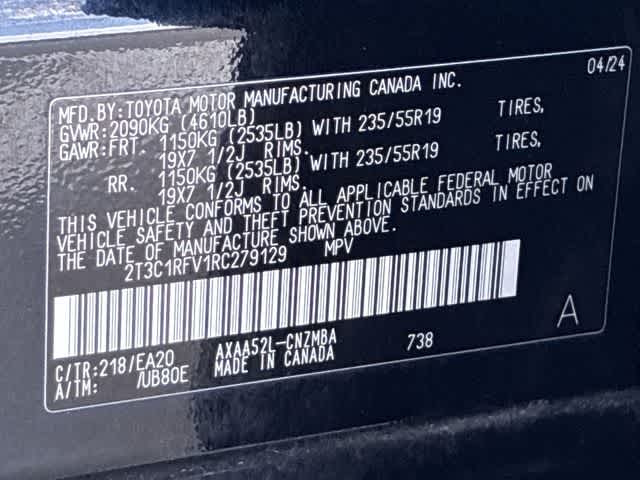 MFD.BY:TOYOTA MOTOR MANUFACTURING CANADA INC. 04/24
GVWR:2090KG (4610LB)
GAWR:FRT. 1150KG (2535LB) WITH 235/55R19 TIRES,
19X7 1/2J RIMS.
RR. 1150KG (2535LB) WITH 235/55R19 TIRES,
19X7 1/2J RIMS.
THIS VEHICLE CONFORMS TO ALL APPLICABLE FEDERAL MOTOR
VEHICLE SAFETY AND THEFT PREVENTION STANDARDS IN EFFECT ON
THE DATE OF MANUFACTURE SHOWN ABOVE.
2T3C1RFV1RC279129 MPV
A
C/TR:218/EA20 AXAA52L-CNZMBA 738
A/TM: /UB80E MADE IN CANADA